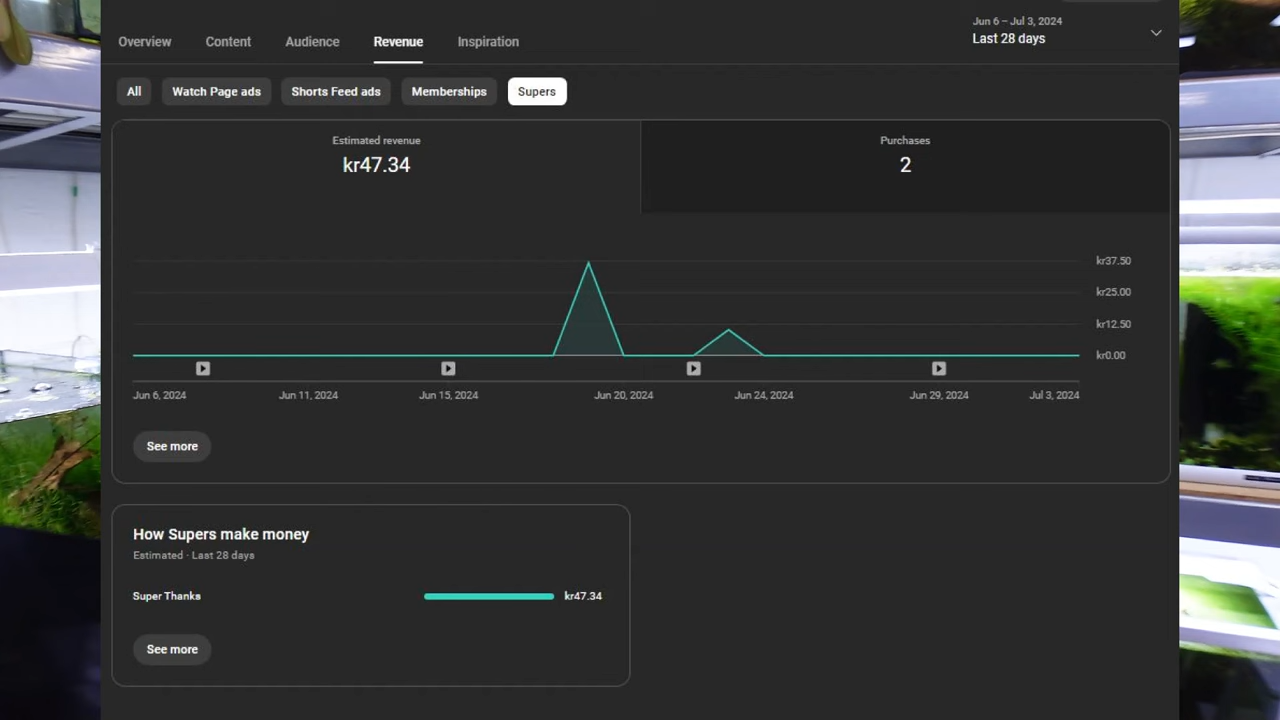 Jun 6 – Jul 3, 2024
Last 28 days
Overview Content Audience Revenue Inspiration
All Watch Page ads Shorts Feed ads Memberships Supers
Estimated revenue
kr47.34
Purchases
2
kr37.50
kr25.00
kr12.50
kr0.00
Jun 6, 2024 Jun 11, 2024 Jun 15, 2024 Jun 20, 2024 Jun 24, 2024 Jun 29, 2024 Jul 3, 2024
See more
How Supers make money
Estimated · Last 28 days
Super Thanks kr47.34
See more